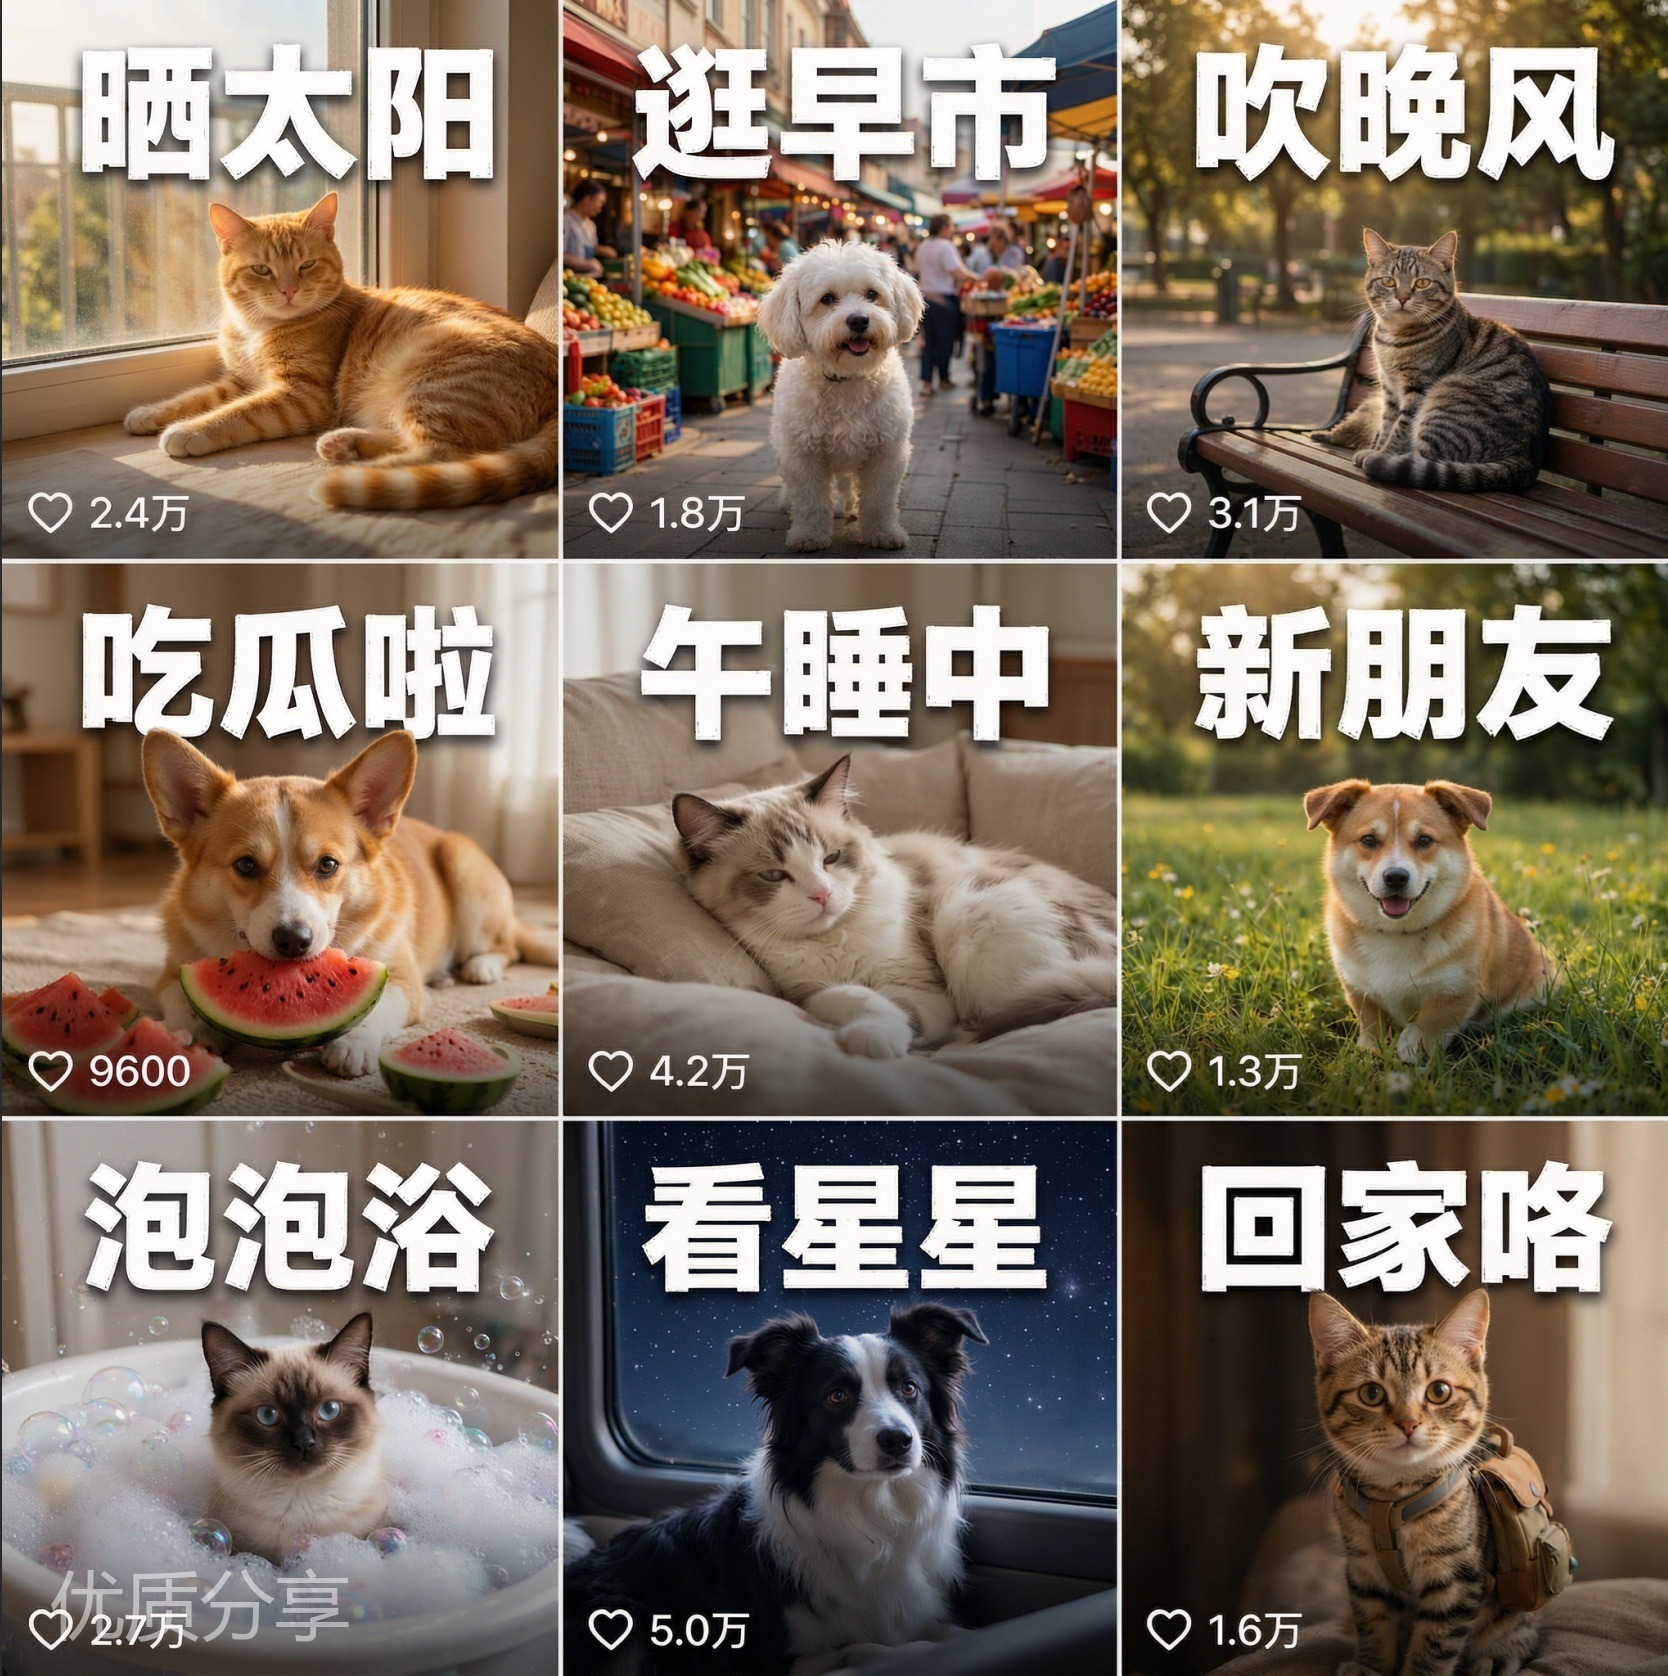 晒太阳
逛早市
吹晚风
2.4万
1.8万
3.1万
吃瓜啦
午睡中
新朋友
9600
4.2万
1.3万
泡泡浴
看星星
回家咯
优质分享
2.7万
5.0万
1.6万